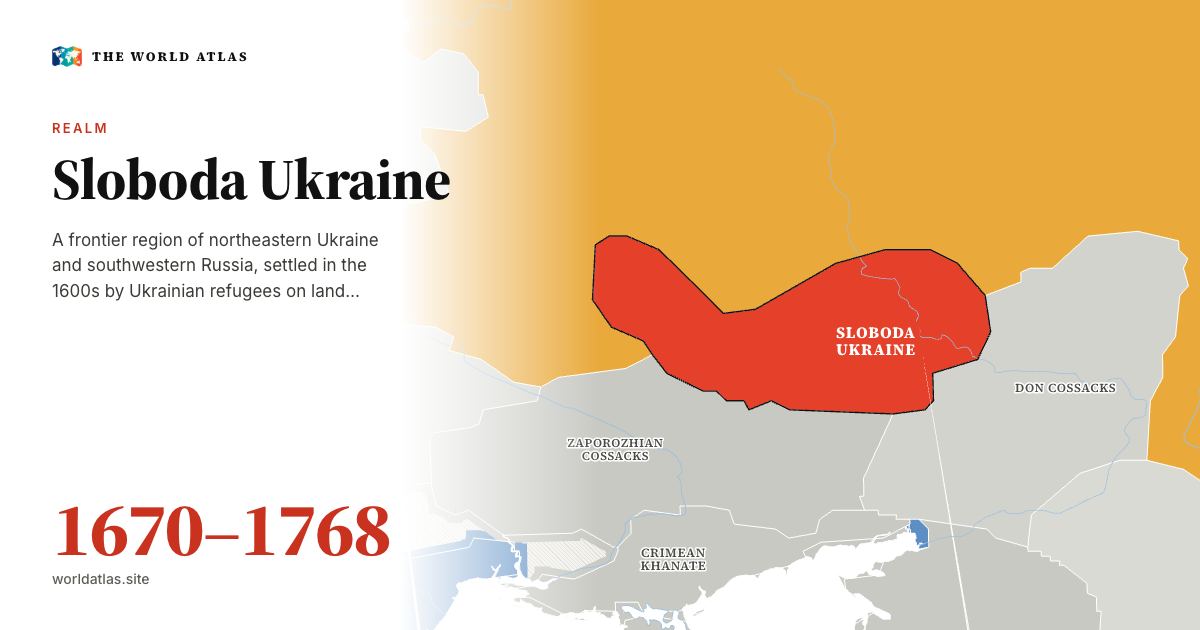 THE WORLD ATLAS
REALM
Sloboda Ukraine
A frontier region of northeastern Ukraine
and southwestern Russia, settled in the
1600s by Ukrainian refugees on land...
1670–1768
worldatlas.site
SLOBODA
UKRAINE
DON COSSACKS
ZAPOROZHIAN
COSSACKS
CRIMEAN
KHANATE